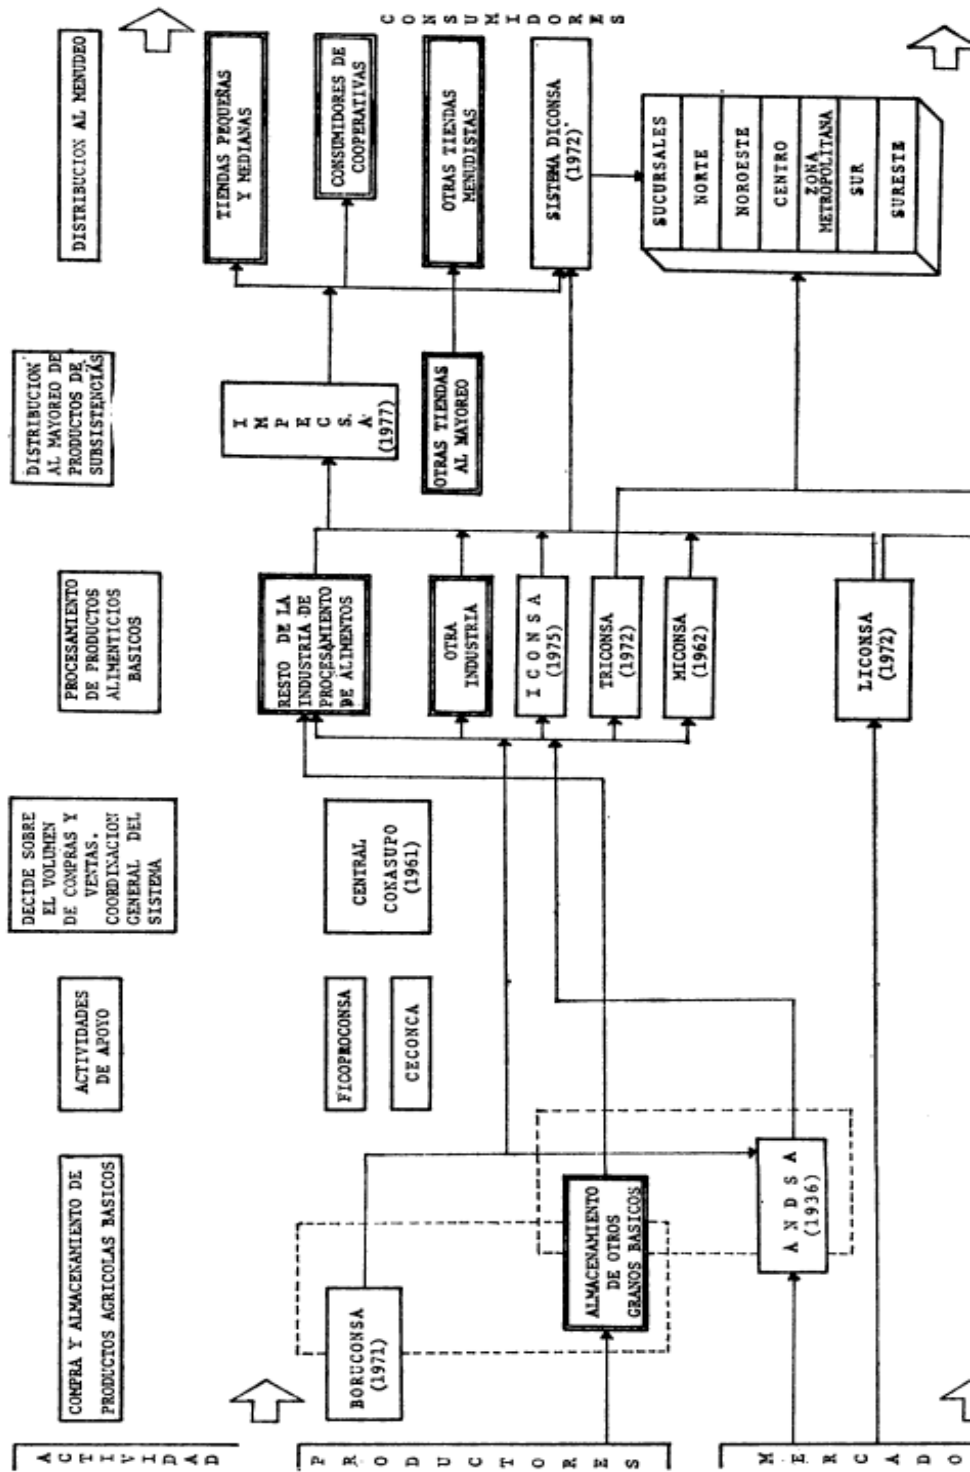 ACTIVIDAD
COMPRA Y ALMACENAMIENTO DE
PRODUCTOS AGRICOLAS BASICOS
ACTIVIDADES
DE APOYO
DECIDE SOBRE
EL VOLUMEN
DE COMPRAS Y
VENTAS.
COORDINACION
GENERAL DEL
SISTEMA
PROCESAMIENTO
DE PRODUCTOS
ALIMENTICIOS
BASICOS
DISTRIBUCION
AL MAYOREO DE
PRODUCTOS DE
SUBSISTENCIAS
DISTRIBUCION AL MENUDEO
PRODUCTORES
BORUCONSA
(1971)
ALMACENAMIENTO
DE OTROS
GRANOS BASICOS
MERCADO
ANDSA
(1936)
FICOPROCONSA
CECONCA
CENTRAL
CONASUPO
(1961)
RESTO DE LA
INDUSTRIA DE
PROCESAMIENTO
DE ALIMENTOS
OTRA
INDUSTRIA
ICONSA
(1975)
TRICONSA
(1972)
MICONSA
(1962)
LICONSA
(1972)
IMPECSA
(1977)
OTRAS TIENDAS
AL MAYOREO
TIENDAS PEQUEÑAS
Y MEDIANAS
CONSUMIDORES DE
COOPERATIVAS
OTRAS TIENDAS
MENUDISTAS
SISTEMA DICONSA
(1972)
SUCURSALES
NORTE
NOROESTE
CENTRO
ZONA
METROPOLITANA
SUR
SURESTE
CONSUMIDORES